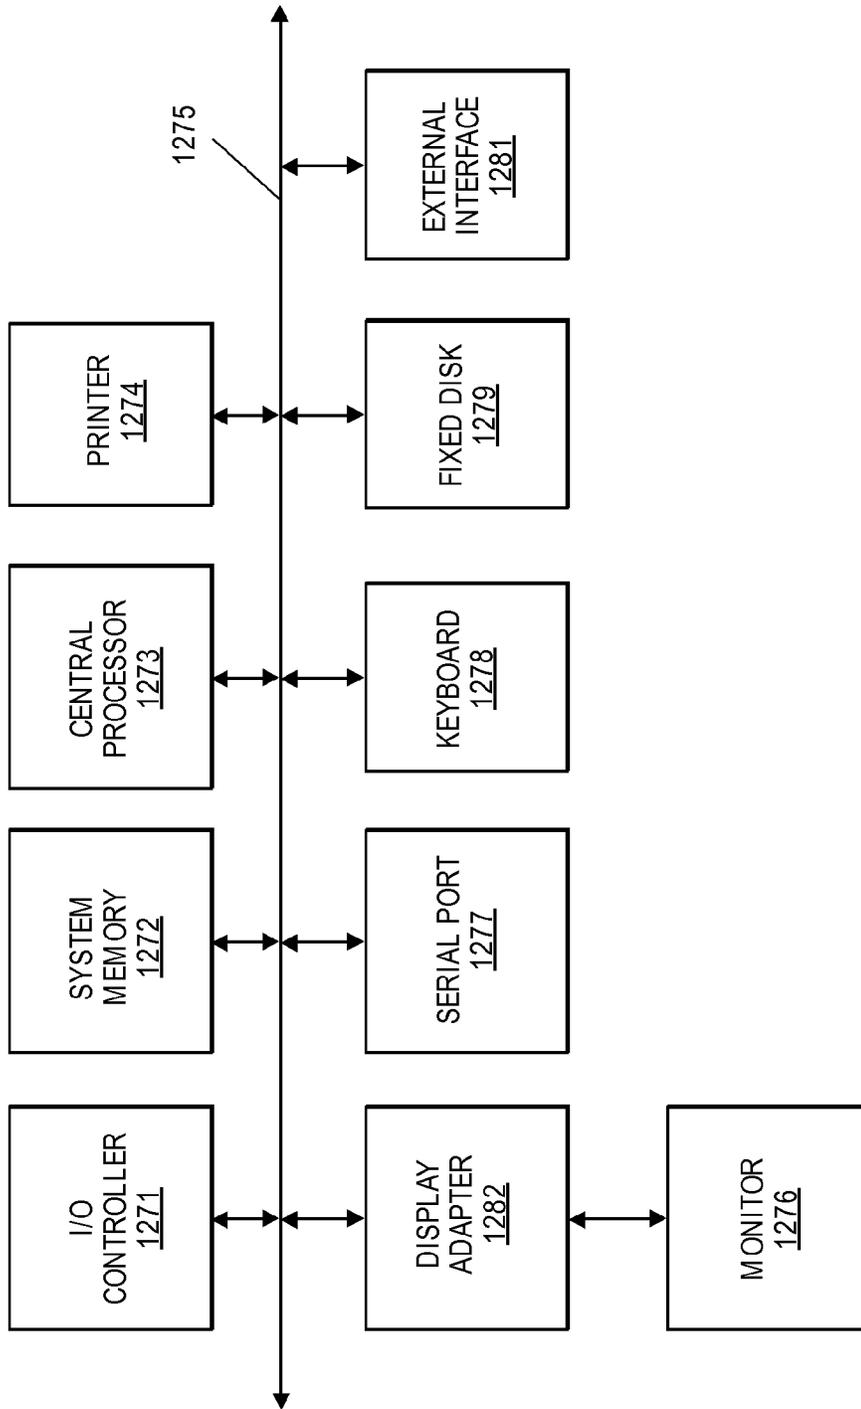 I/O
CONTROLLER
1271
SYSTEM
MEMORY
1272
CENTRAL
PROCESSOR
1273
PRINTER
1274
1275
DISPLAY
ADAPTER
1282
SERIAL PORT
1277
KEYBOARD
1278
FIXED DISK
1279
EXTERNAL
INTERFACE
1281
MONITOR
1276